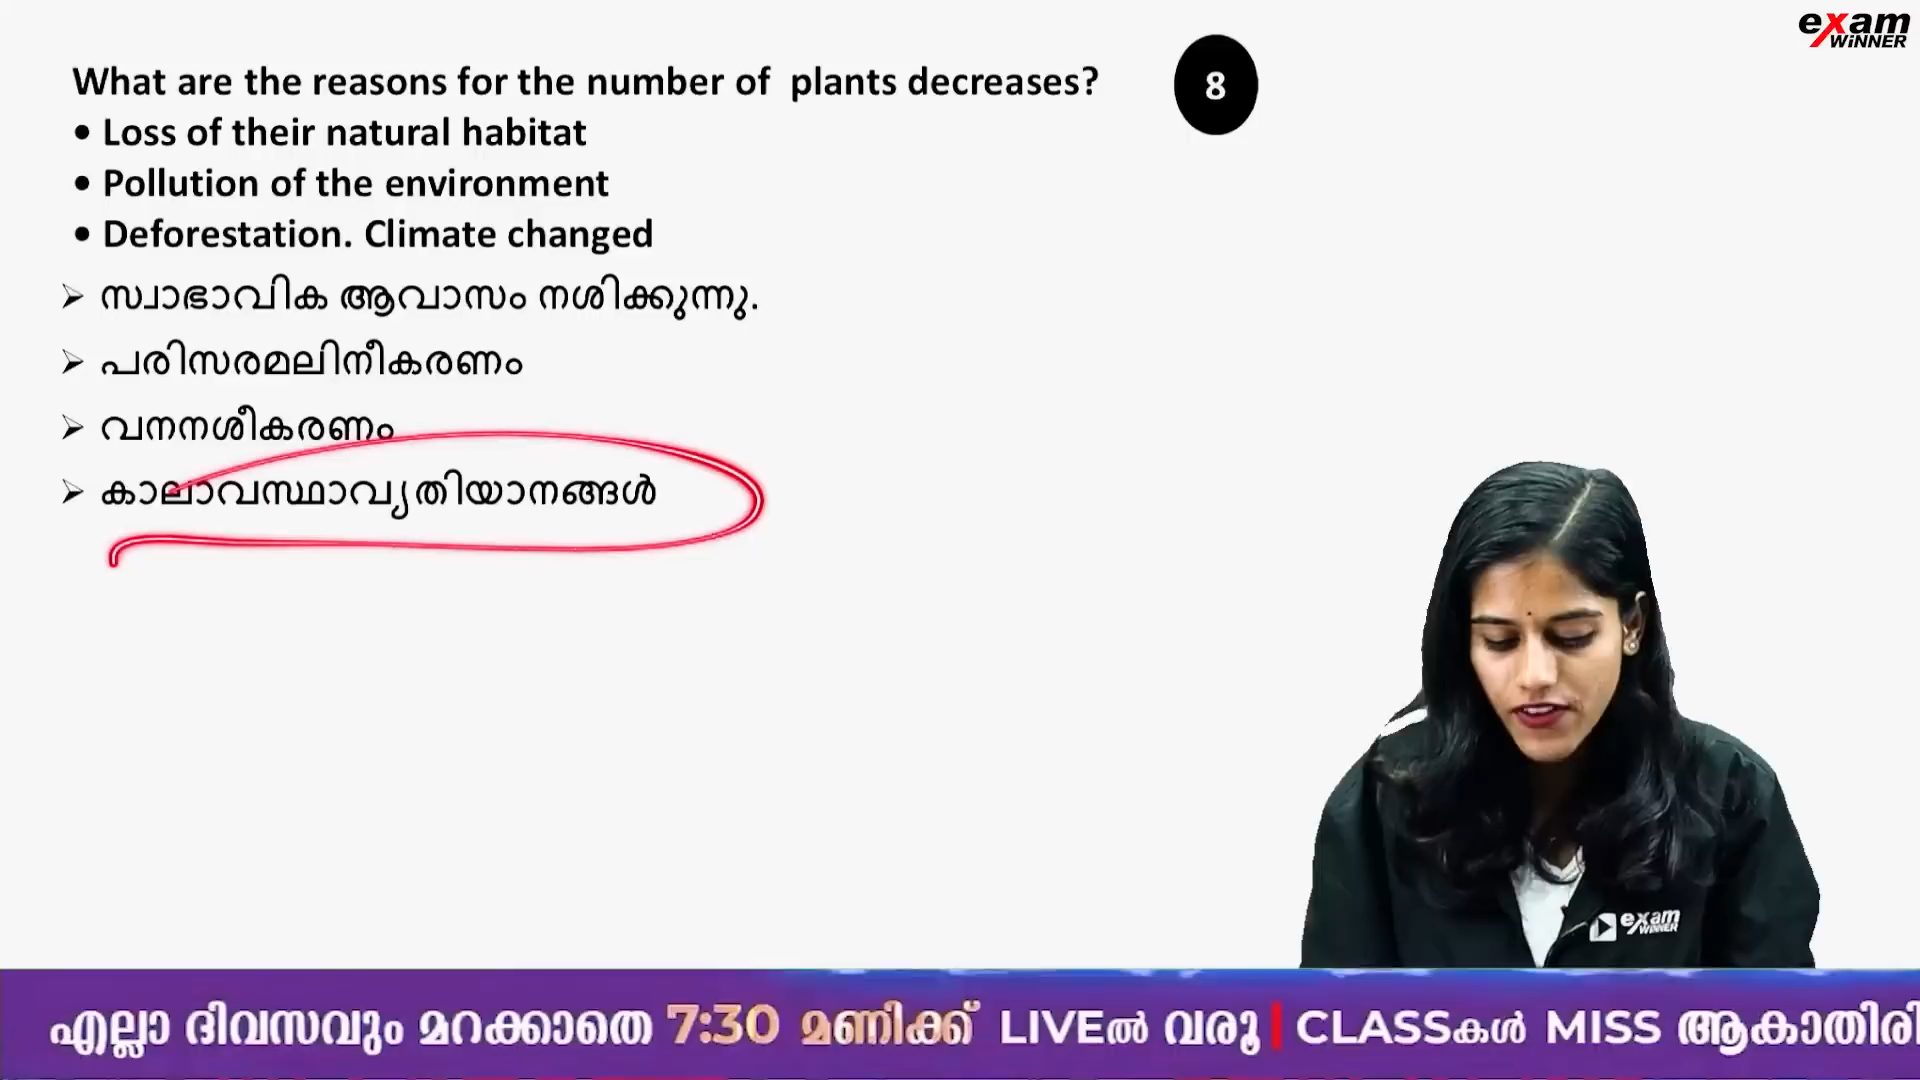 exam
WINNER
What are the reasons for the number of plants decreases?
8
• Loss of their natural habitat
• Pollution of the environment
• Deforestation. Climate changed
➢ സ്വാഭാവിക ആവാസം നശിക്കുന്നു.
➢ പരിസരമലിനീകരണം
➢ വനനശീകരണം
➢ കാലാവസ്ഥാവ്യതിയാനങ്ങൾ
exam
WINNER
എല്ലാ ദിവസവും മറക്കാതെ 7:30 മണിക്ക് LIVEൽ വരൂ | CLASSകൾ MISS ആകാതിരി